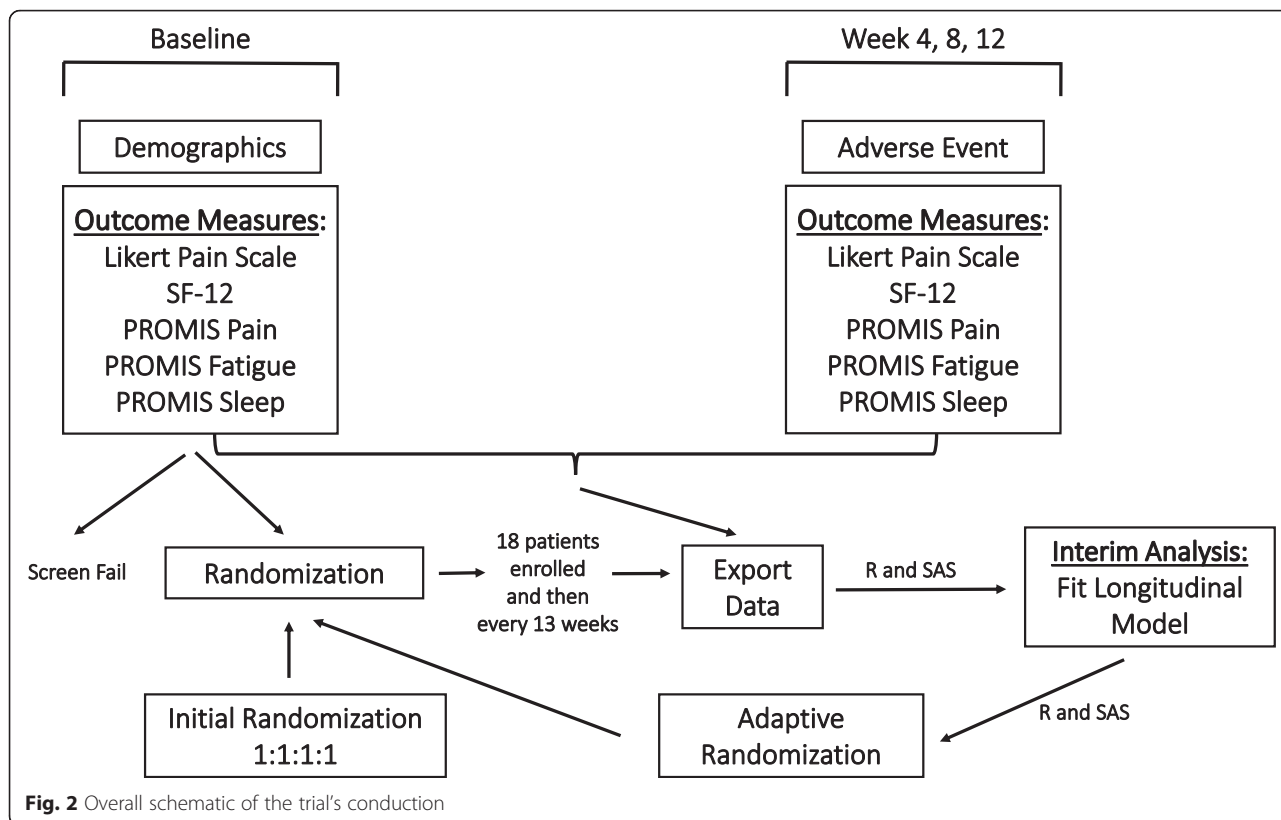 Baseline
Week 4, 8, 12
Demographics
Adverse Event
Outcome Measures:
Likert Pain Scale
SF-12
PROMIS Pain
PROMIS Fatigue
PROMIS Sleep
Outcome Measures:
Likert Pain Scale
SF-12
PROMIS Pain
PROMIS Fatigue
PROMIS Sleep
Screen Fail
Randomization
18 patients
enrolled
and then
every 13 weeks
Export
Data
R and SAS
Interim Analysis:
Fit Longitudinal
Model
Initial Randomization
1:1:1:1
Adaptive
Randomization
R and SAS
Fig. 2 Overall schematic of the trial's conduction